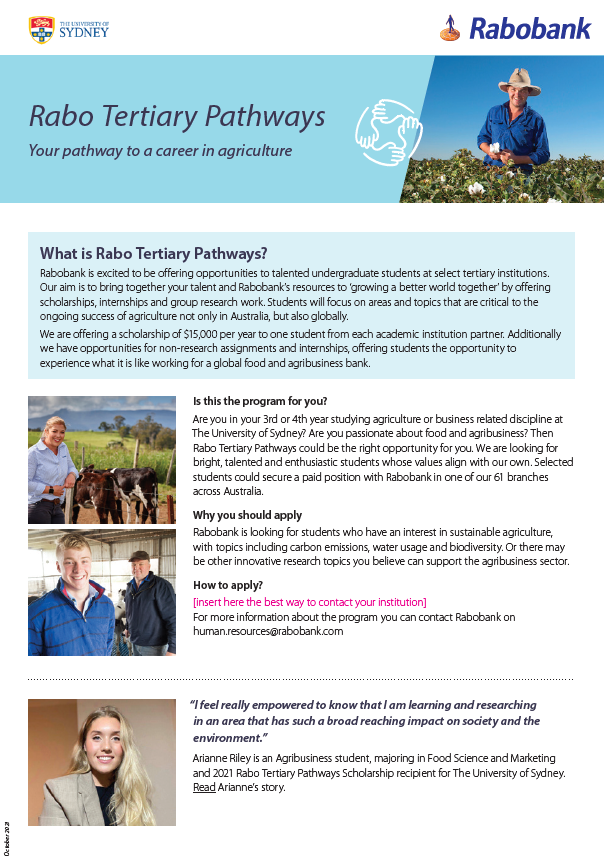 THE UNIVERSITY OF
SYDNEY
Rabobank
Rabo Tertiary Pathways
Your pathway to a career in agriculture
What is Rabo Tertiary Pathways?
Rabobank is excited to be offering opportunities to talented undergraduate students at select tertiary institutions.
Our aim is to bring together your talent and Rabobank's resources to 'growing a better world together' by offering
scholarships, internships and group research work. Students will focus on areas and topics that are critical to the
ongoing success of agriculture not only in Australia, but also globally.
We are offering a scholarship of $15,000 per year to one student from each academic institution partner. Additionally
we have opportunities for non-research assignments and internships, offering students the opportunity to
experience what it is like working for a global food and agribusiness bank.
Is this the program for you?
Are you in your 3rd or 4th year studying agriculture or business related discipline at
The University of Sydney? Are you passionate about food and agribusiness? Then
Rabo Tertiary Pathways could be the right opportunity for you. We are looking for
bright, talented and enthusiastic students whose values align with our own. Selected
students could secure a paid position with Rabobank in one of our 61 branches
across Australia.
Why you should apply
Rabobank is looking for students who have an interest in sustainable agriculture,
with topics including carbon emissions, water usage and biodiversity. Or there may
be other innovative research topics you believe can support the agribusiness sector.
How to apply?
[insert here the best way to contact your institution]
For more information about the program you can contact Rabobank on
human.resources@rabobank.com
"I feel really empowered to know that I am learning and researching
in an area that has such a broad reaching impact on society and the
environment."
Arianne Riley is an Agribusiness student, majoring in Food Science and Marketing
and 2021 Rabo Tertiary Pathways Scholarship recipient for The University of Sydney.
Read Arianne's story.
October 2021